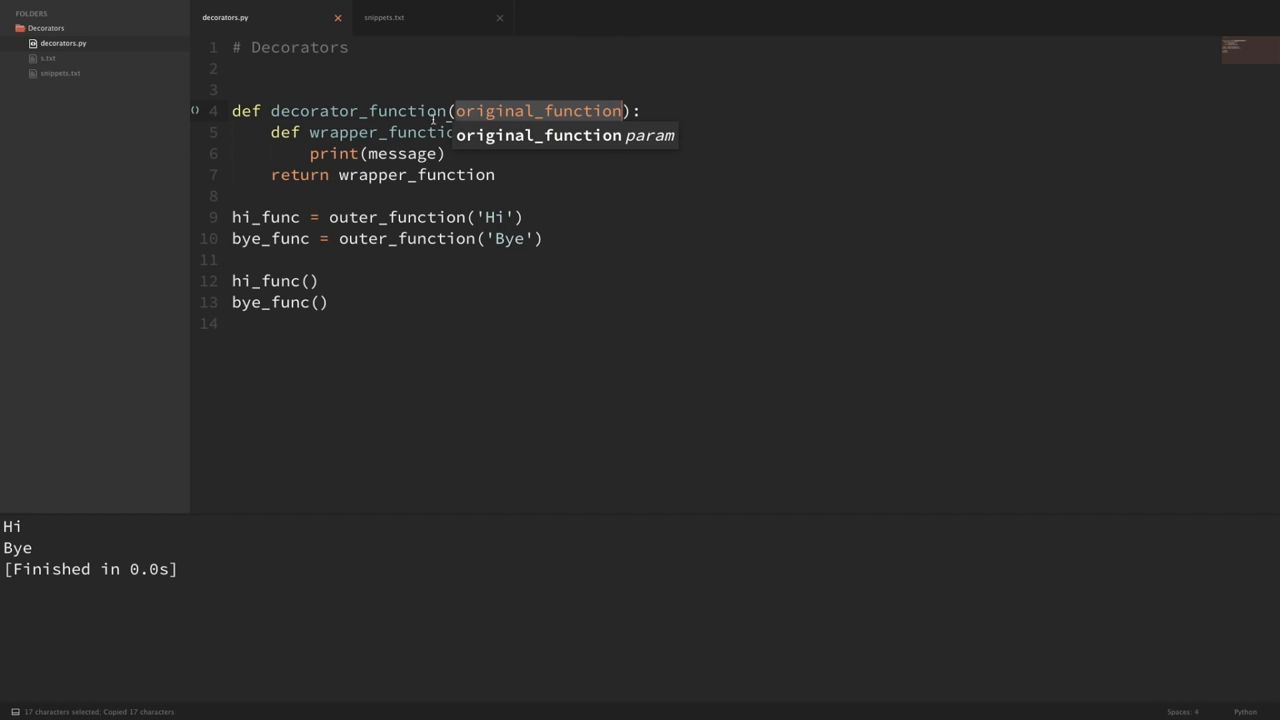 FOLDERS
Decorators
decorators.py
s.txt
snippets.txt
decorators.py
snippets.txt
1 # Decorators
2
3
4 def decorator_function(original_function):
5 def wrapper_functio
original_function param
6 print(message)
7 return wrapper_function
8
9 hi_func = outer_function('Hi')
10 bye_func = outer_function('Bye')
11
12 hi_func()
13 bye_func()
14
Hi
Bye
[Finished in 0.0s]
17 characters selected; Copied 17 characters
Spaces: 4
Python